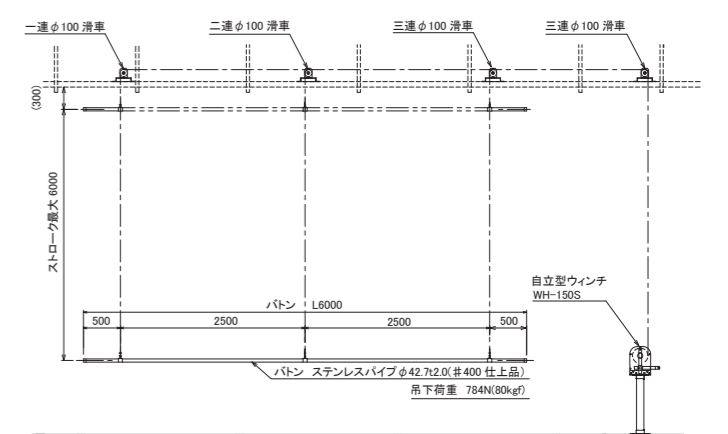 一連φ100 滑車
二連φ100 滑車
三連φ100 滑車
三連φ100 滑車
(300)
ストローク最大 6000
自立型ウィンチ
WH-150S
バトン L6000
500
2500
2500
500
バトン ステンレスパイプφ42.7t2.0(＃400 仕上品)
吊下荷重 784N(80kgf)